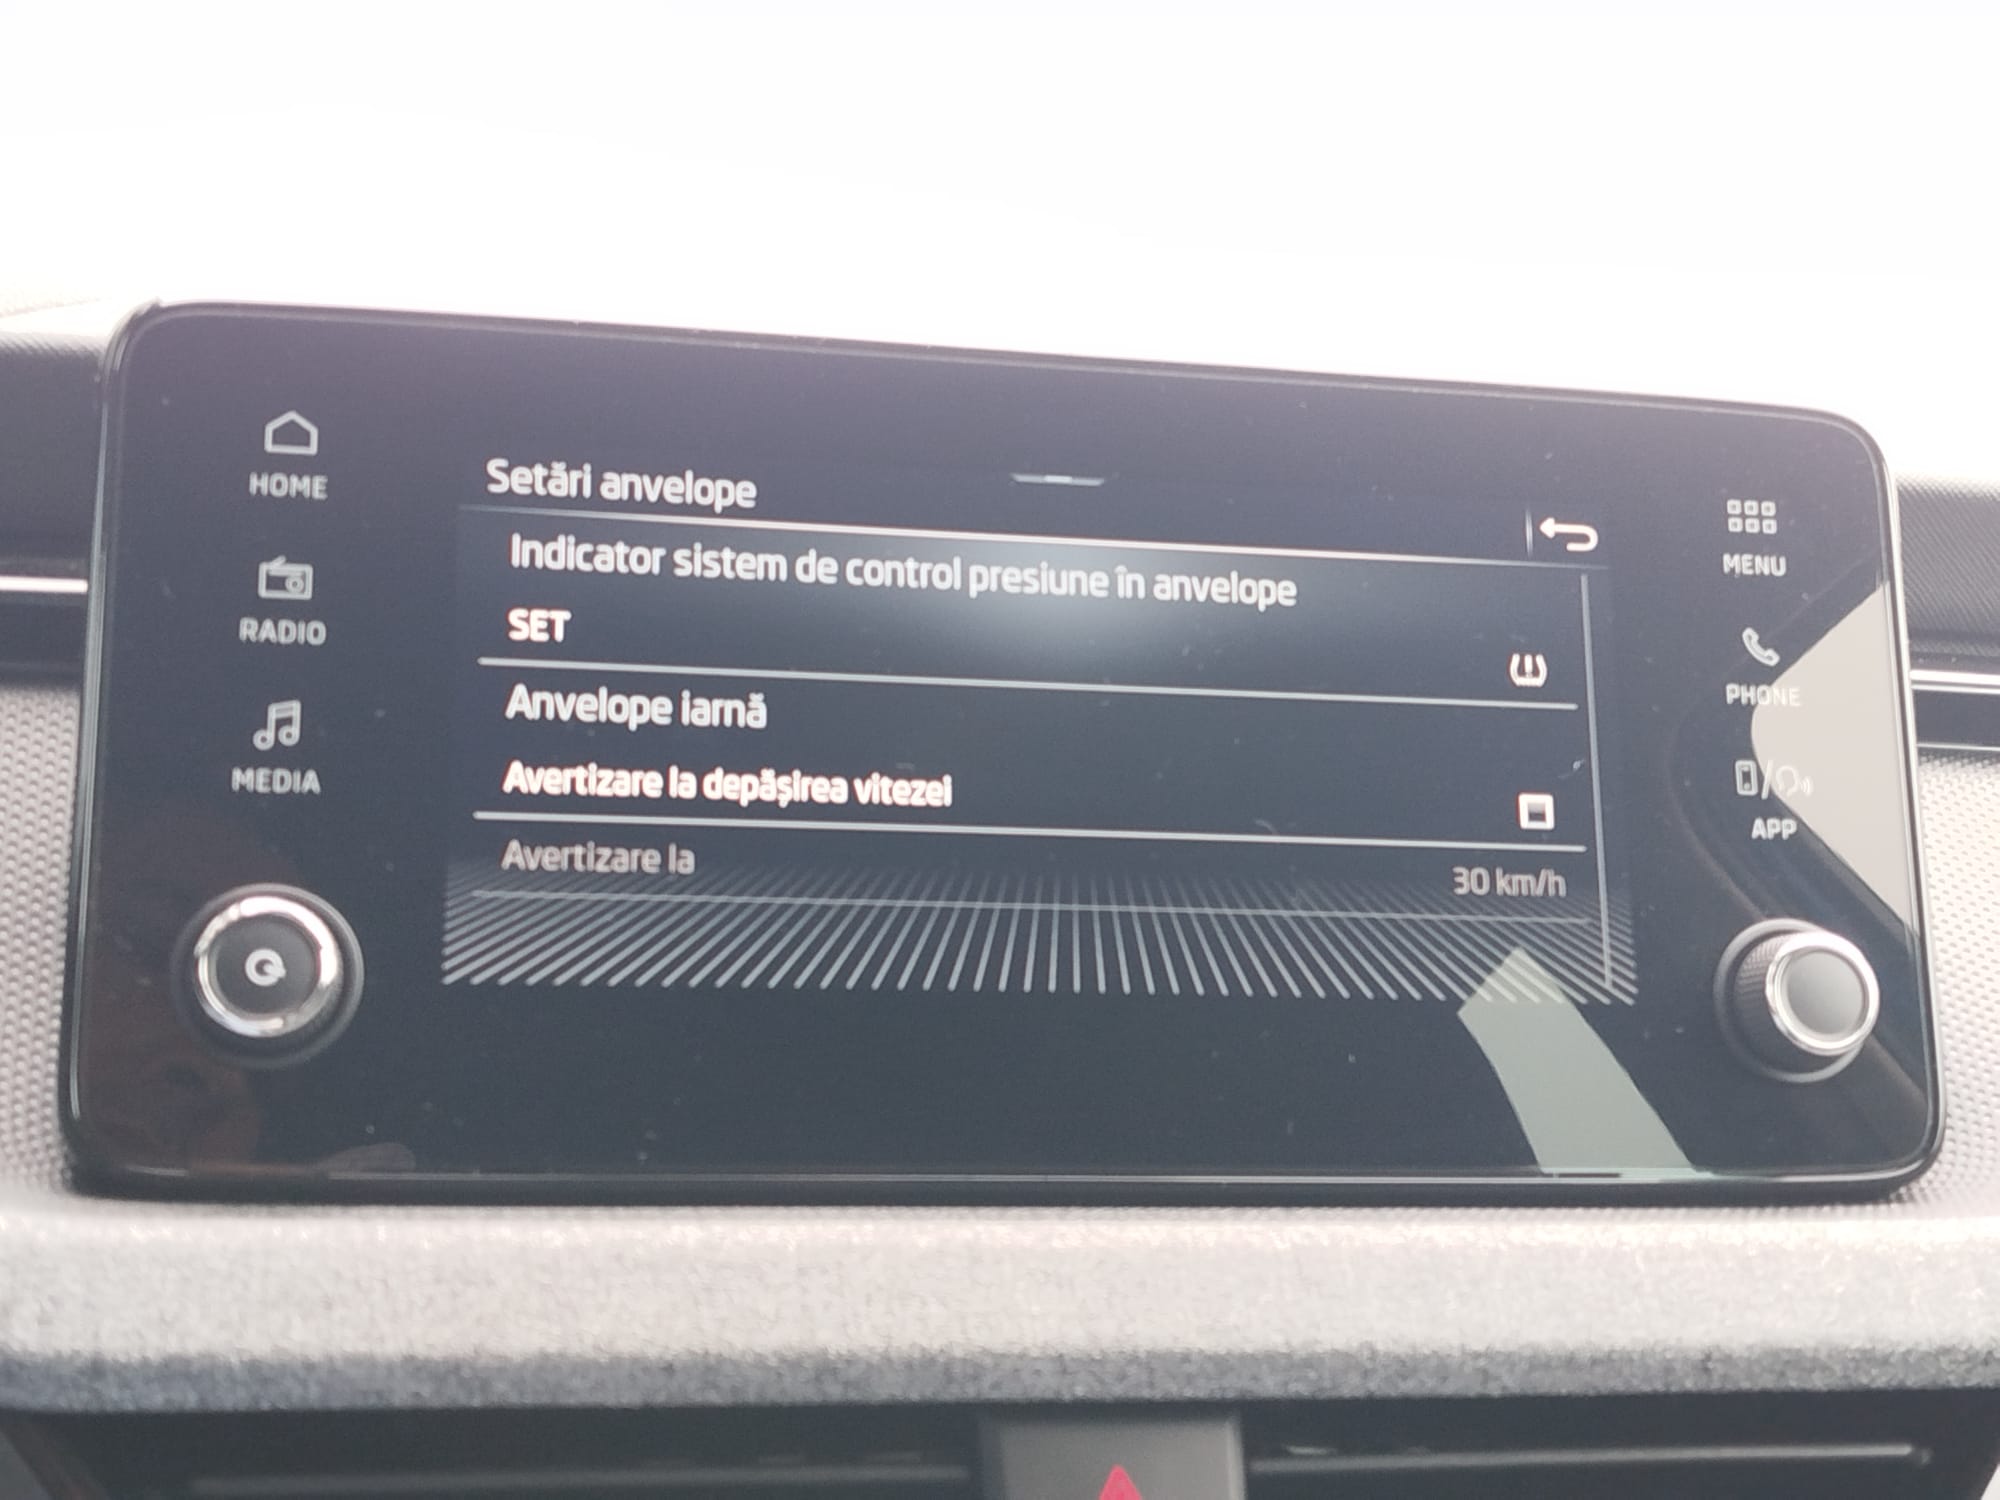 HOME
RADIO
MEDIA
Setări anvelope
Indicator sistem de control presiune în anvelope
SET
Anvelope iarnă
Avertizare la depăşirea vitezei
Avertizare la
30 km/h
MENU
PHONE
APP